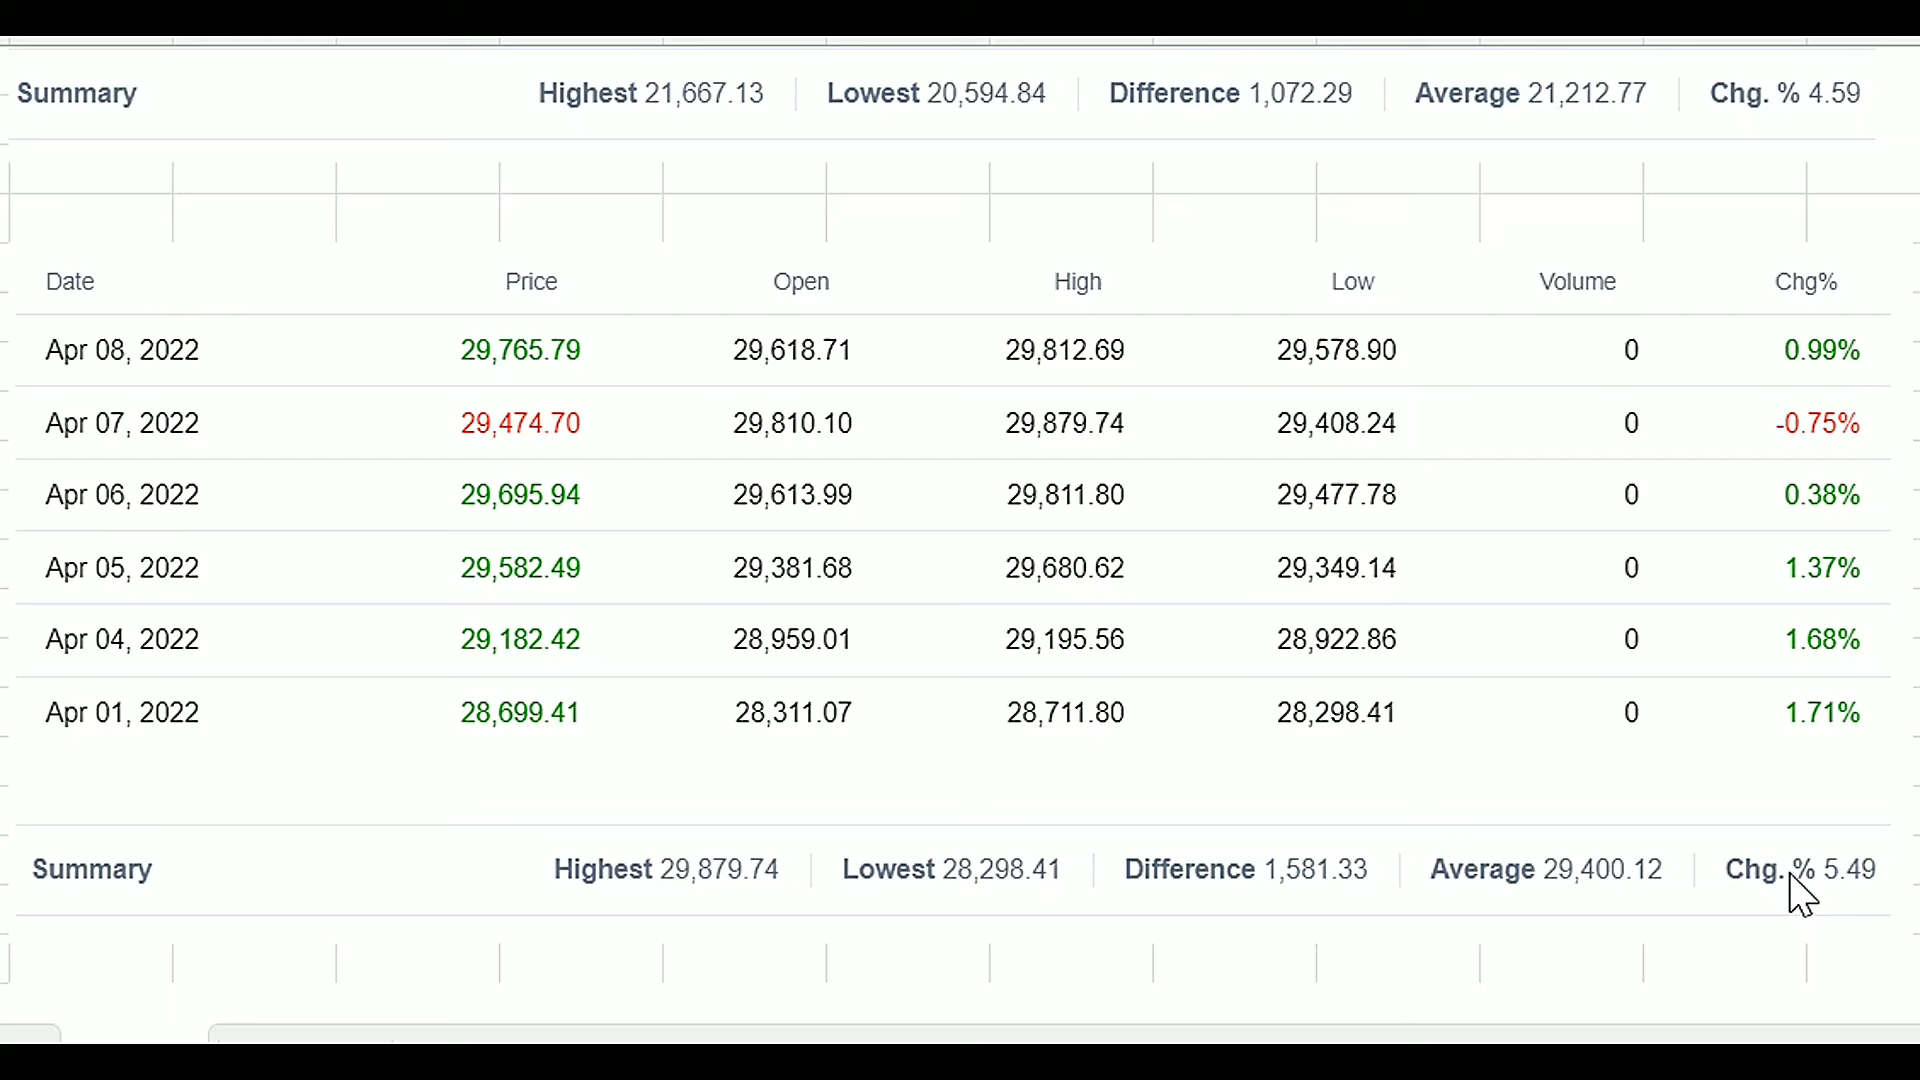 Summary Highest 21,667.13 Lowest 20,594.84 Difference 1,072.29 Average 21,212.77 Chg. % 4.59
Date Price Open High Low Volume Chg%
Apr 08, 2022 29,765.79 29,618.71 29,812.69 29,578.90 0 0.99%
Apr 07, 2022 29,474.70 29,810.10 29,879.74 29,408.24 0 -0.75%
Apr 06, 2022 29,695.94 29,613.99 29,811.80 29,477.78 0 0.38%
Apr 05, 2022 29,582.49 29,381.68 29,680.62 29,349.14 0 1.37%
Apr 04, 2022 29,182.42 28,959.01 29,195.56 28,922.86 0 1.68%
Apr 01, 2022 28,699.41 28,311.07 28,711.80 28,298.41 0 1.71%
Summary Highest 29,879.74 Lowest 28,298.41 Difference 1,581.33 Average 29,400.12 Chg. % 5.49